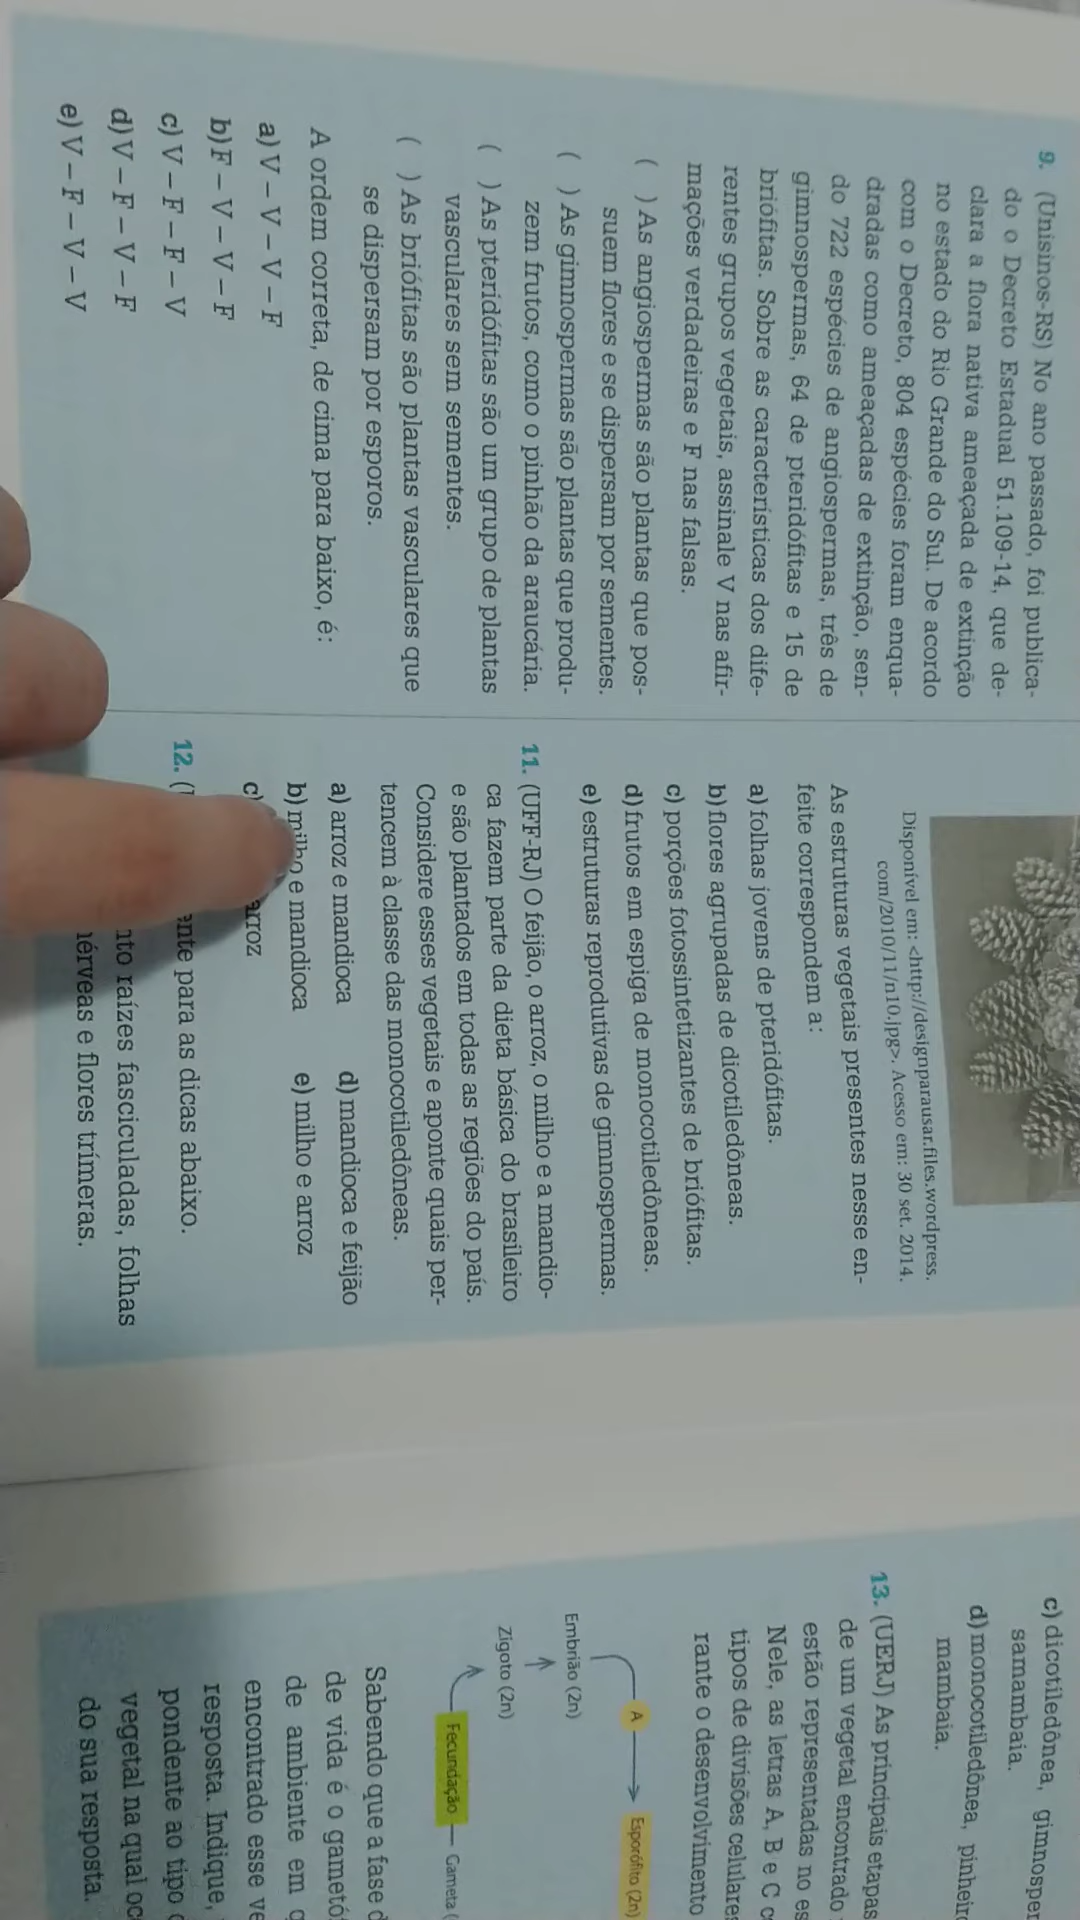 9. (Unisinos-RS) No ano passado, foi publica-
do o Decreto Estadual 51.109-14, que de-
clara a flora nativa ameaçada de extinção
no estado do Rio Grande do Sul. De acordo
com o Decreto, 804 espécies foram enqua-
dradas como ameaçadas de extinção, sen-
do 722 espécies de angiospermas, três de
gimnospermas, 64 de pteridófitas e 15 de
briófitas. Sobre as características dos dife-
rentes grupos vegetais, assinale V nas afir-
mações verdadeiras e F nas falsas.
( ) As angiospermas são plantas que pos-
suem flores e se dispersam por sementes.
( ) As gimnospermas são plantas que produ-
zem frutos, como o pinhão da araucária.
( ) As pteridófitas são um grupo de plantas
vasculares sem sementes.
( ) As briófitas são plantas vasculares que
se dispersam por esporos.
A ordem correta, de cima para baixo, é:
a) V – V – V – F
b) F – V – V – F
c) V – F – F – V
d) V – F – V – F
e) V – F – V – V
Disponível em: <http://designparausar.files.wordpress.
com/2010/11/n10.jpg>. Acesso em: 30 set. 2014.
As estruturas vegetais presentes nesse en-
feite correspondem a:
a) folhas jovens de pteridófitas.
b) flores agrupadas de dicotiledôneas.
c) porções fotossintetizantes de briófitas.
d) frutos em espiga de monocotiledôneas.
e) estruturas reprodutivas de gimnospermas.
11. (UFF-RJ) O feijão, o arroz, o milho e a mandio-
ca fazem parte da dieta básica do brasileiro
e são plantados em todas as regiões do país.
Considere esses vegetais e aponte quais per-
tencem à classe das monocotiledôneas.
a) arroz e mandioca d) mandioca e feijão
b) milho e mandioca e) milho e arroz
c) arroz
12. para as dicas abaixo.
raízes fasciculadas, folhas
e flores trímeras.
c) dicotiledônea,
samambaia.
d) monocotiledônea,
mambaia.
13. (UERJ) As principais etapas
de um vegetal encontrado
estão representadas no
Nele, as letras A, B e C
tipos de divisões celulares
rante o desenvolvimento
A
Esporófito (2n)
Embrião (2n)
Zigoto (2n)
Fecundação
Gameta
Sabendo que a fase
de vida é o
de ambiente em
encontrado esse
resposta. Indique,
pondente ao tipo
vegetal na qual
do sua resposta.